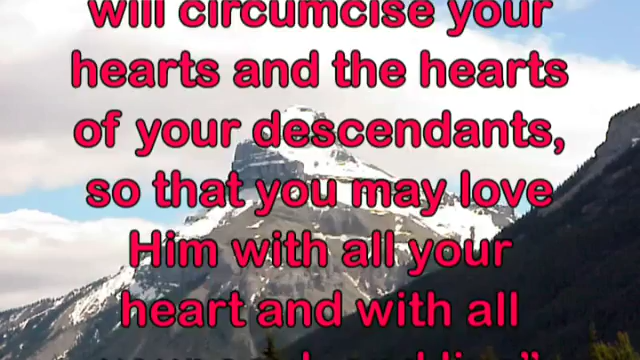 will circumcise your
hearts and the hearts
of your descendants,
so that you may love
Him with all your
heart and with all